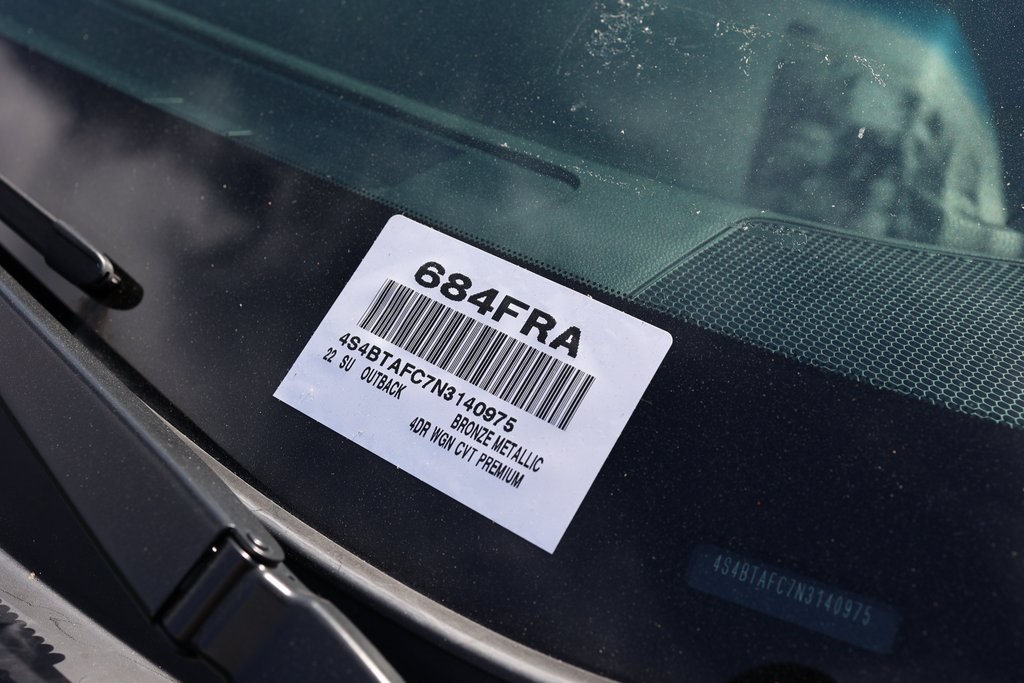 684FRA
4S4BTAFC7N3140975
22 SU OUTBACK
BRONZE METALLIC
4DR WGN CVT PREMIUM
4S4BTAFC7N3140975